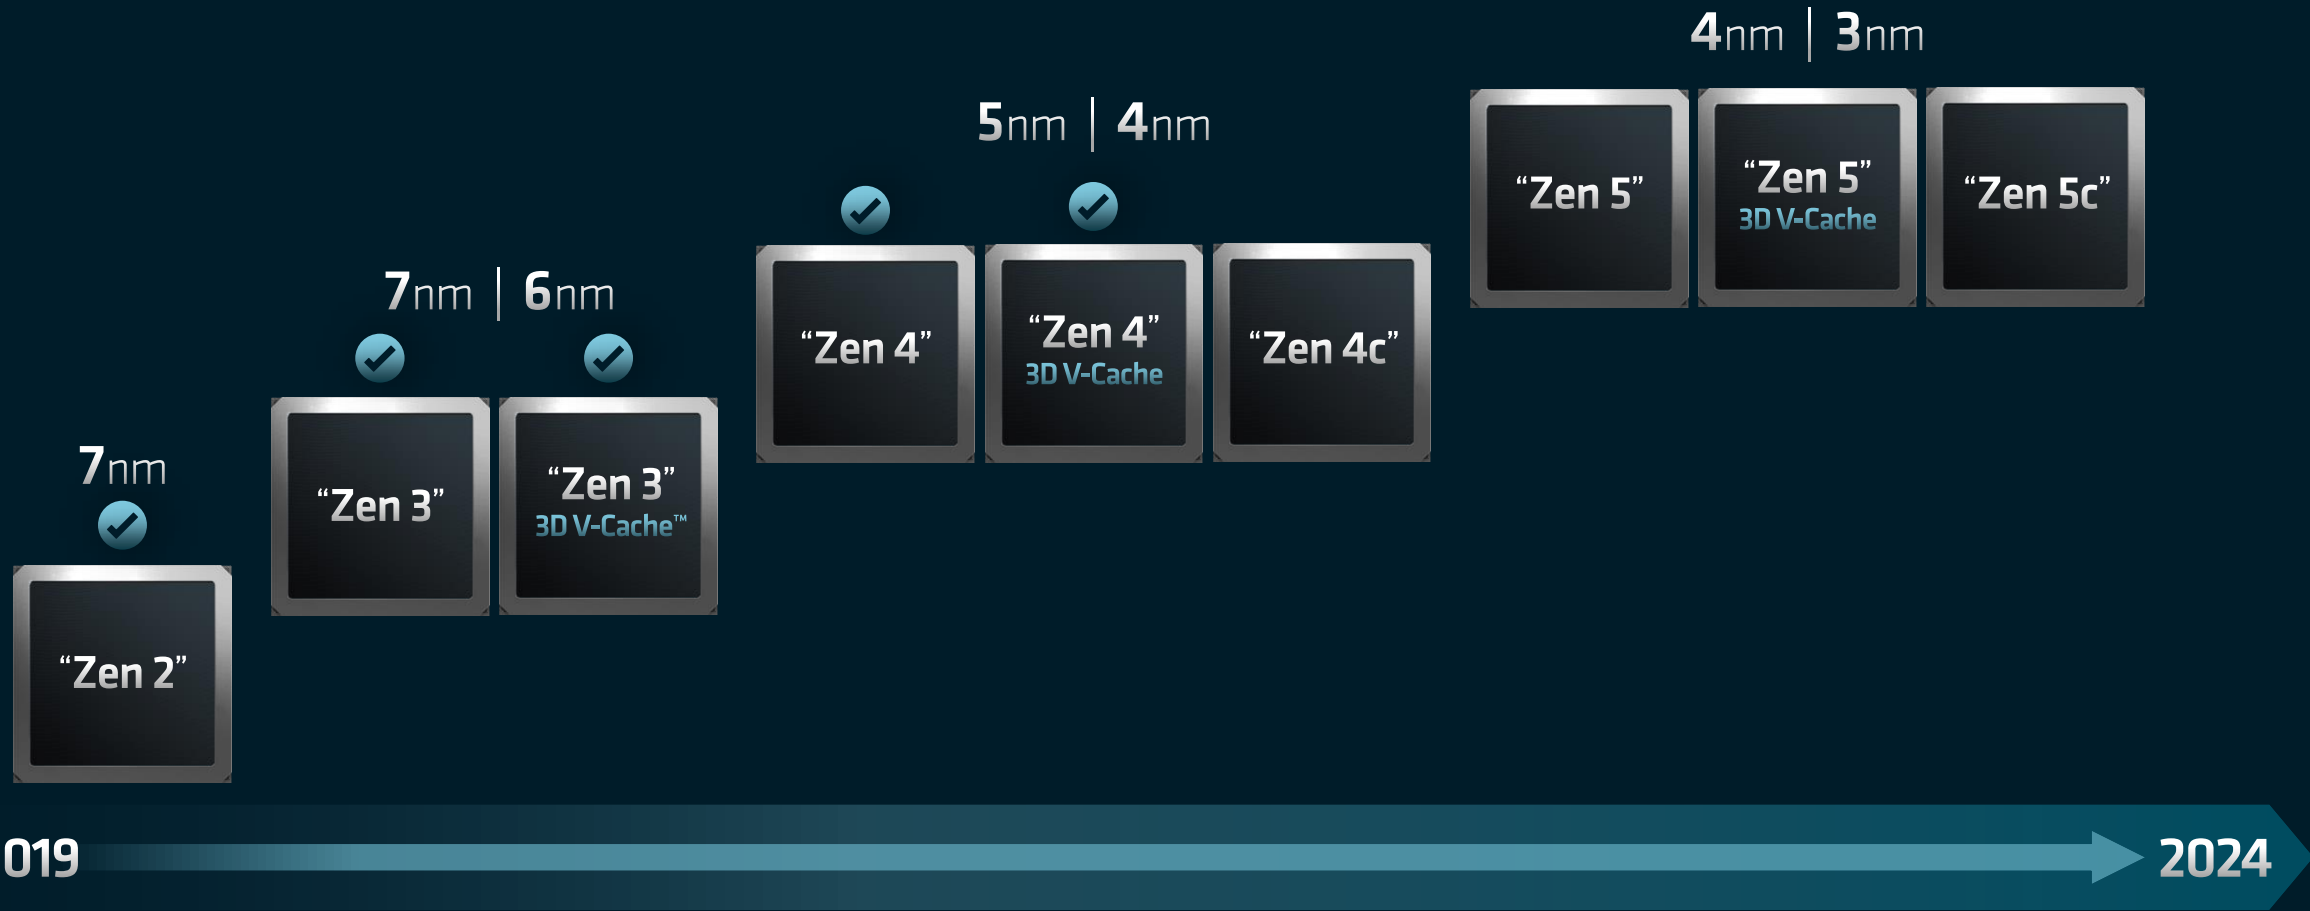 4nm | 3nm
5nm | 4nm
"Zen 5"
"Zen 5"
3D V-Cache
"Zen 5c"
7nm | 6nm
"Zen 4"
"Zen 4"
3D V-Cache
"Zen 4c"
7nm
"Zen 3"
"Zen 3"
3D V-Cache™
"Zen 2"
019
2024